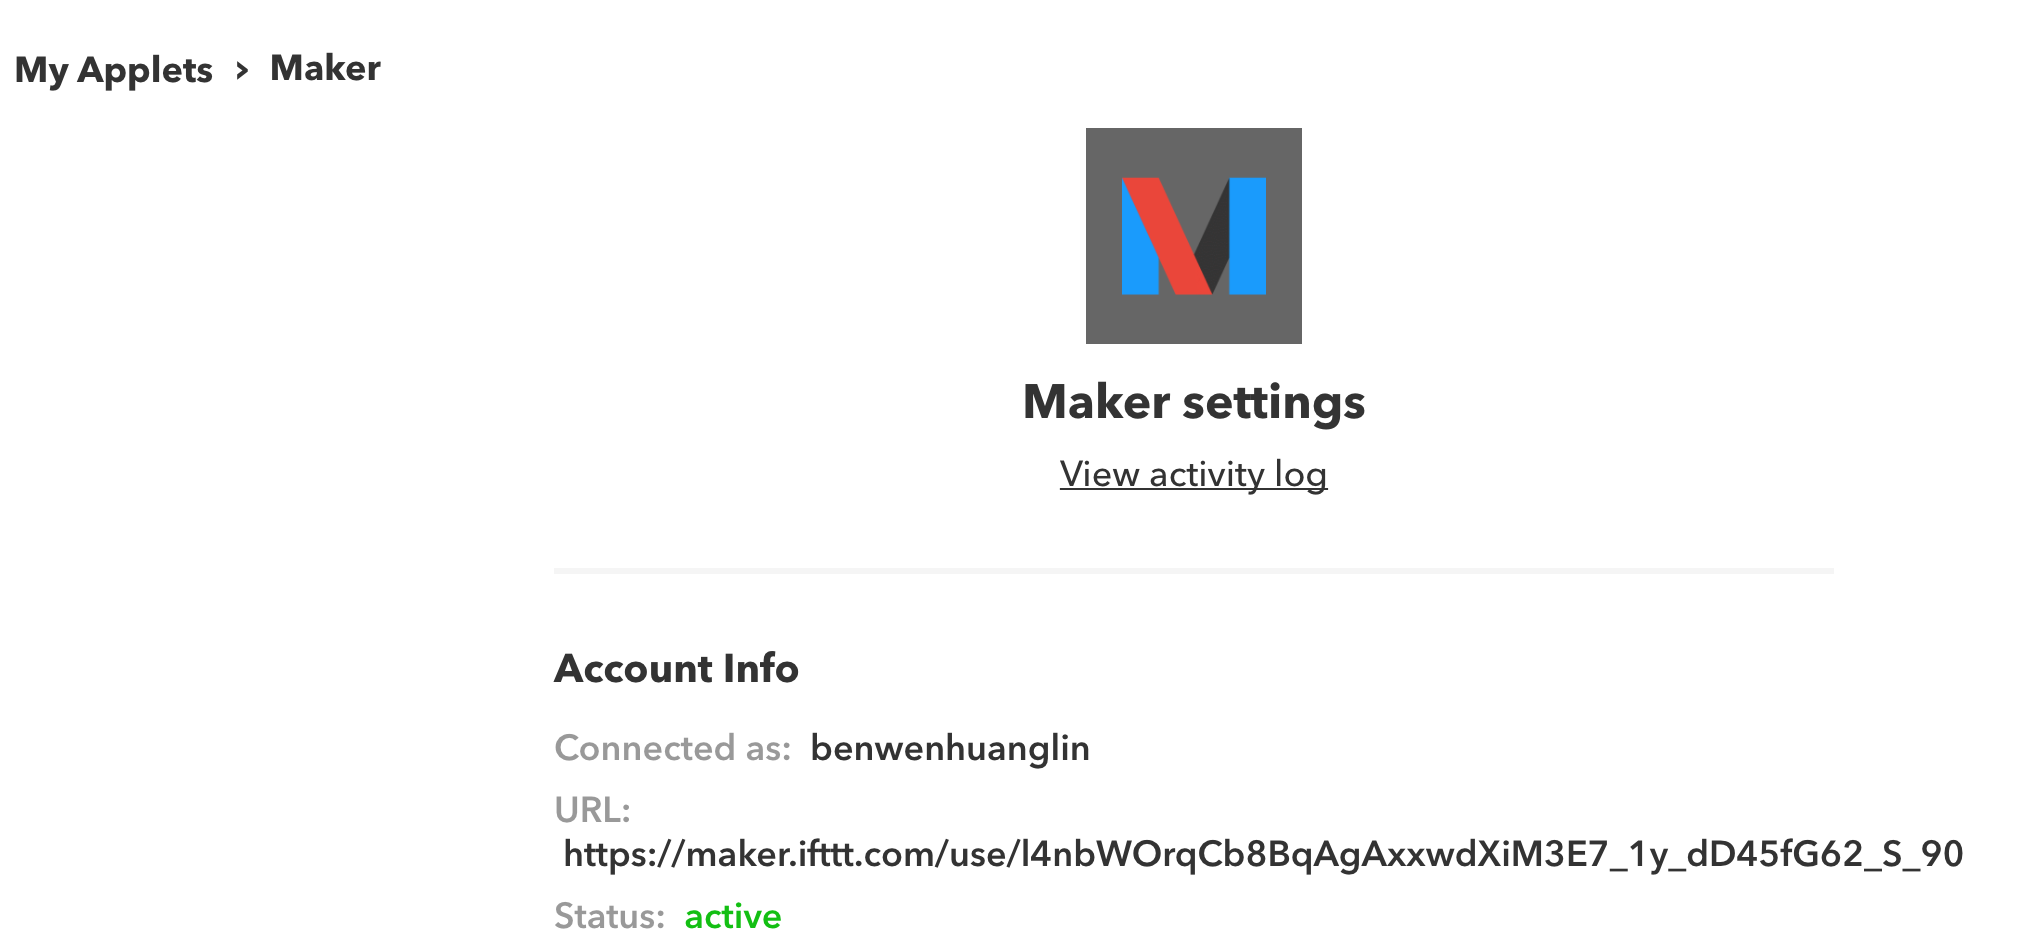 My Applets › Maker
Maker settings
View activity log
Account Info
Connected as: benwenhuanglin
URL:
https://maker.ifttt.com/use/l4nbWOrqCb8BqAgAxxwdXiM3E7_1y_dD45fG62_S_90
Status: active